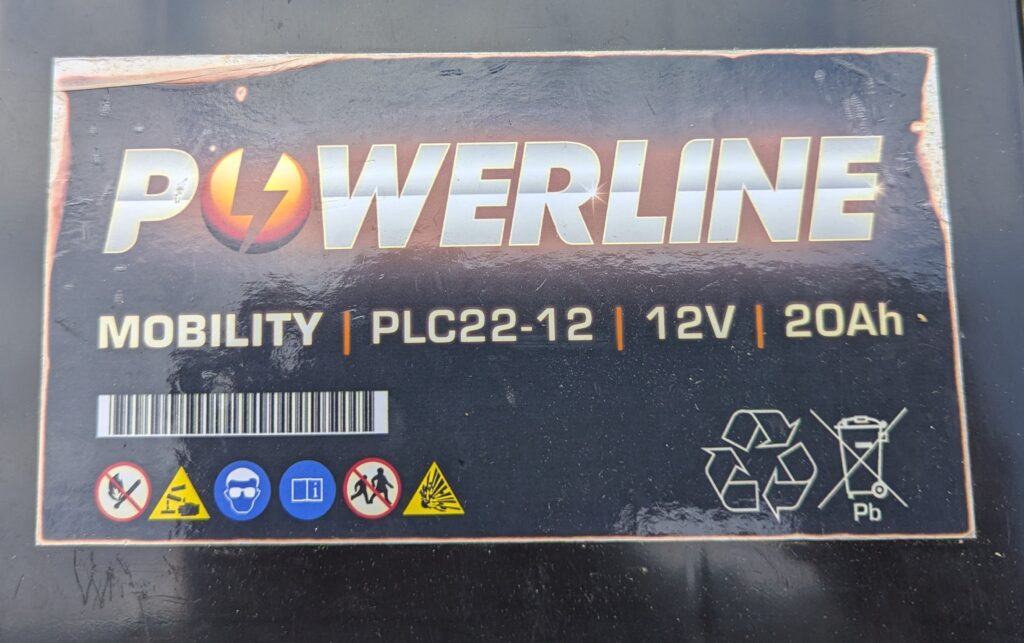 POWERLINE
MOBILITY | PLC22-12 | 12V | 20Ah
Pb